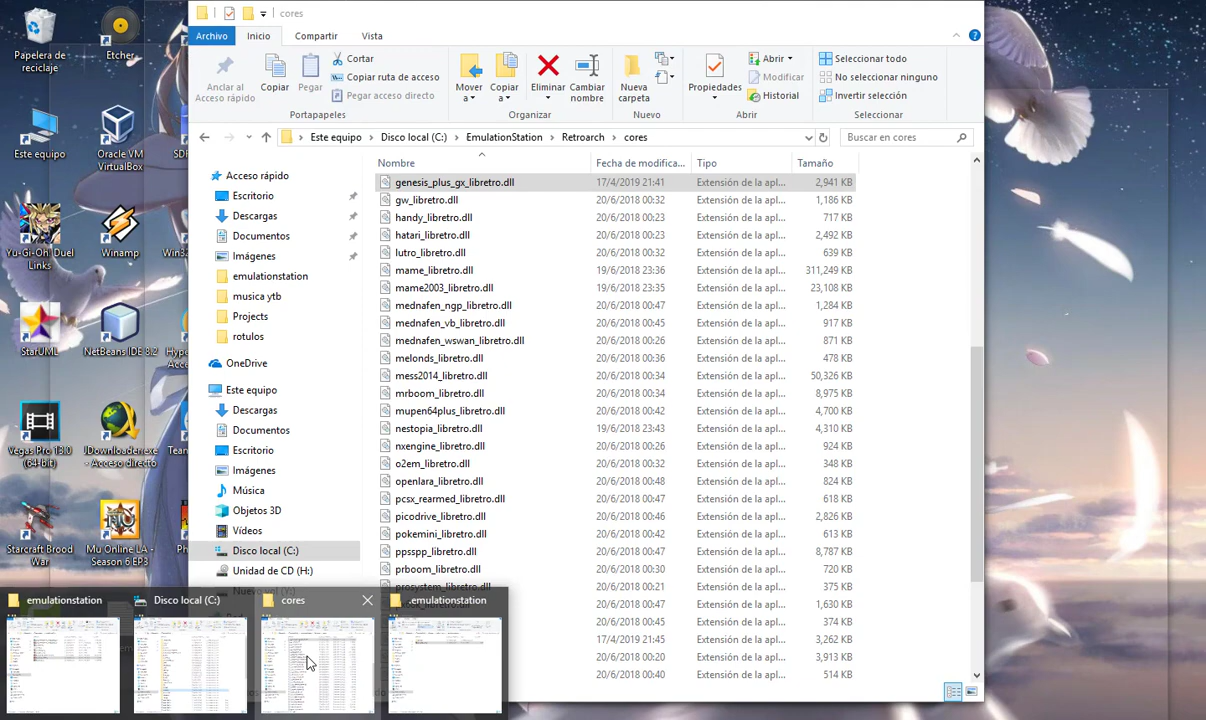 cores
Archivo Inicio Compartir Vista
Anclar al Acceso rápido
Copiar
Pegar
Cortar
Copiar ruta de acceso
Pegar acceso directo
Portapapeles
Mover a
Copiar a
Eliminar
Cambiar nombre
Organizar
Nueva carpeta
Nuevo
Propiedades
Abrir
Modificar
Historial
Abrir
Seleccionar todo
No seleccionar ninguno
Invertir selección
Seleccionar
Este equipo Disco local (C:) EmulationStation Retroarch cores
Buscar en cores
Nombre Fecha de modifica... Tipo Tamaño
genesis_plus_gx_libretro.dll 17/4/2019 21:41 Extensión de la apl... 2,941 KB
gw_libretro.dll 20/6/2018 00:32 Extensión de la apl... 1,186 KB
handy_libretro.dll 20/6/2018 00:23 Extensión de la apl... 717 KB
hatari_libretro.dll 20/6/2018 00:23 Extensión de la apl... 2,492 KB
lutro_libretro.dll 20/6/2018 00:32 Extensión de la apl... 639 KB
mame_libretro.dll 19/6/2018 23:36 Extensión de la apl... 311,249 KB
mame2003_libretro.dll 19/6/2018 23:35 Extensión de la apl... 23,108 KB
mednafen_ngp_libretro.dll 20/6/2018 00:47 Extensión de la apl... 1,284 KB
mednafen_vb_libretro.dll 20/6/2018 00:45 Extensión de la apl... 917 KB
mednafen_wswan_libretro.dll 20/6/2018 00:26 Extensión de la apl... 871 KB
melonds_libretro.dll 20/6/2018 00:36 Extensión de la apl... 478 KB
mess2014_libretro.dll 20/6/2018 00:34 Extensión de la apl... 50,326 KB
mrboom_libretro.dll 20/6/2018 00:34 Extensión de la apl... 8,975 KB
mupen64plus_libretro.dll 20/6/2018 00:42 Extensión de la apl... 4,700 KB
nestopia_libretro.dll 19/6/2018 23:43 Extensión de la apl... 4,310 KB
nxengine_libretro.dll 20/6/2018 00:26 Extensión de la apl... 924 KB
o2em_libretro.dll 20/6/2018 00:32 Extensión de la apl... 348 KB
openlara_libretro.dll 20/6/2018 00:48 Extensión de la apl... 824 KB
pcsx_rearmed_libretro.dll 20/6/2018 00:47 Extensión de la apl... 618 KB
picodrive_libretro.dll 20/6/2018 00:46 Extensión de la apl... 2,826 KB
pokemini_libretro.dll 20/6/2018 00:42 Extensión de la apl... 613 KB
ppsspp_libretro.dll 20/6/2018 00:47 Extensión de la apl... 8,787 KB
prboom_libretro.dll 20/6/2018 00:30 Extensión de la apl... 720 KB
prosystem_libretro.dll 20/6/2018 00:21 Extensión de la apl... 375 KB
20/6/2018 00:47 Extensión de la apl... 1,630 KB
20/6/2018 00:45 Extensión de la apl... 374 KB
17/4/2019 21:45 Extensión de la apl... 3,262 KB
20/6/2018 00:20 Extensión de la apl... 3,913 KB
20/6/2018 00:40 Extensión de la apl... 514 KB
Acceso rápido
Escritorio
Descargas
Documentos
Imágenes
emulationstation
musica ytb
Projects
rotulos
OneDrive
Este equipo
Descargas
Documentos
Escritorio
Imágenes
Música
Objetos 3D
Vídeos
Disco local (C:)
Unidad de CD (H:)
emulationstation
Disco local (C:)
cores
.emulationstation
Papelera de reciclaje
Etcher
Este equipo
Oracle VM VirtualBox
Yu-Gi-Oh! Duel Links
Winamp
StarUML
NetBeans IDE 8.2
Vegas Pro 13.0 (64-bit)
JDownloader.exe - Acceso directo
Starcraft Brood War
Mu Online LA - Season 6 EP3